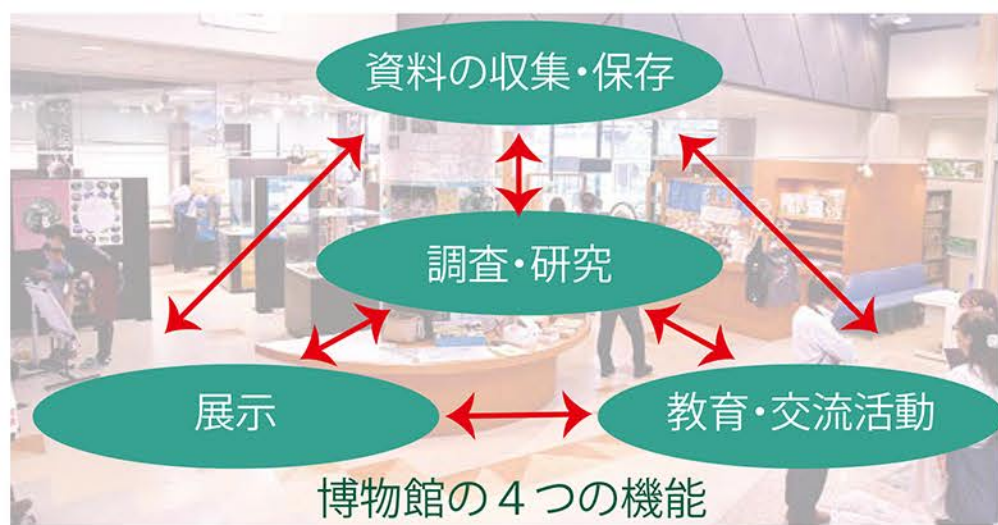 資料の収集・保存
調査・研究
展示
教育・交流活動
博物館の４つの機能